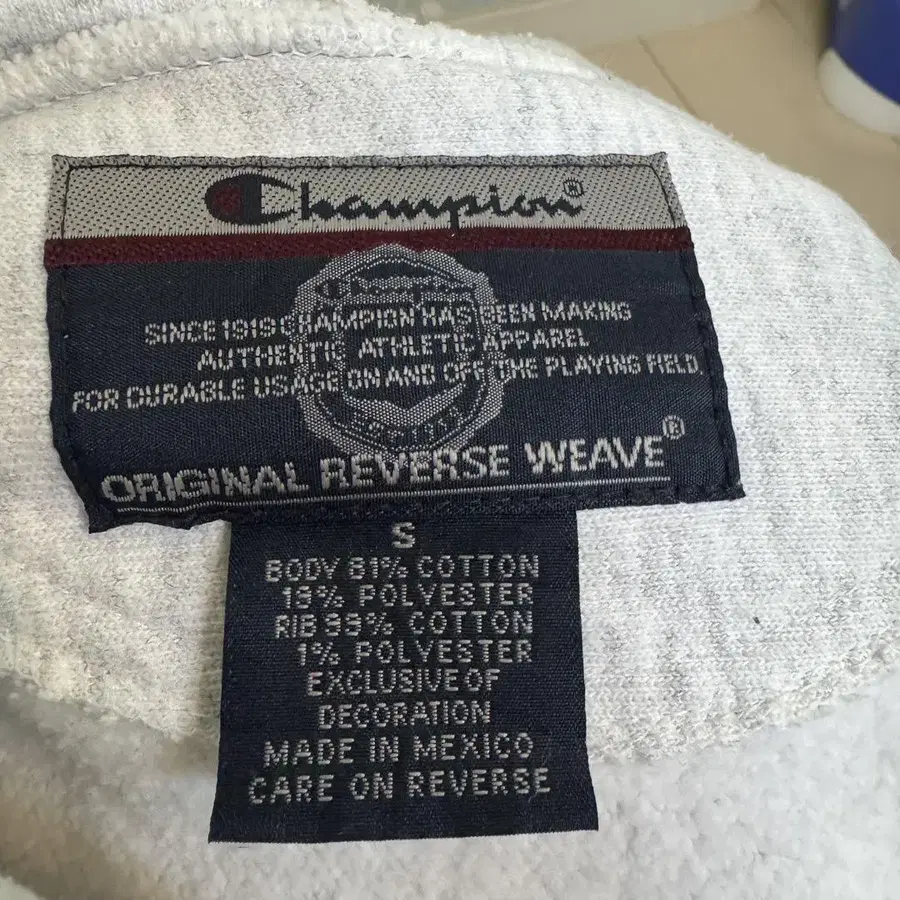 Champion®
Champion
SINCE 1919 CHAMPION HAS BEEN MAKING
AUTHENTIC ATHLETIC APPAREL
FOR DURABLE USAGE ON AND OFF THE PLAYING FIELD
ORIGINAL REVERSE WEAVE®
S
BODY 81% COTTON
19% POLYESTER
RIB 99% COTTON
1% POLYESTER
EXCLUSIVE OF
DECORATION
MADE IN MEXICO
CARE ON REVERSE